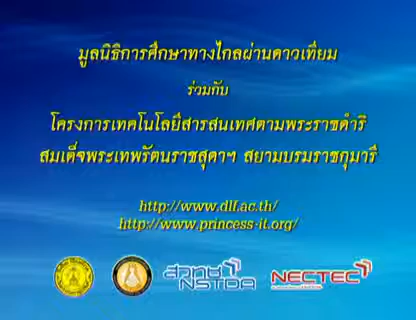 มูลนิธิการศึกษาทางไกลผ่านดาวเทียม
ร่วมกับ
โครงการเทคโนโลยีสารสนเทศตามพระราชดำริ
สมเด็จพระเทพรัตนราชสุดาฯ สยามบรมราชกุมารี
http://www.dlf.ac.th/
http://www.princess-it.org/
สวทช
NSTDA
NECTEC